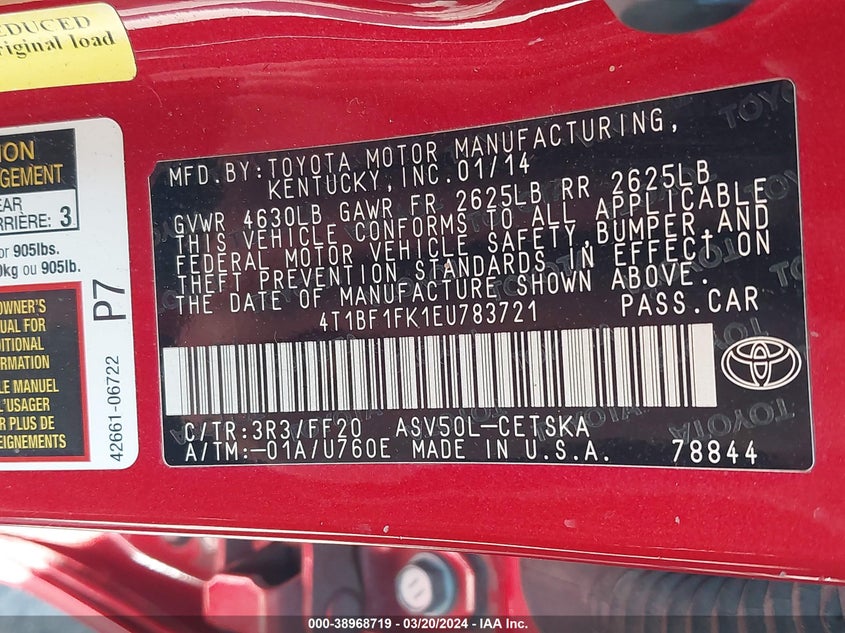 EDUCED
riginal load
ION
GEMENT
EAR
ARRIÈRE: 3
or 905lbs.
0kg ou 905lb.
OWNER'S
UAL FOR
DITIONAL
ORMATION
LE MANUEL
L'USAGER
R PLUS DE
EIGNEMENTS
P7
42661-06722
MFD.BY:TOYOTA MOTOR MANUFACTURING,
KENTUCKY,INC.01/14
GVWR 4630LB GAWR FR 2625LB RR 2625LB
THIS VEHICLE CONFORMS TO ALL APPLICABLE
FEDERAL MOTOR VEHICLE SAFETY,BUMPER,AND
THEFT PREVENTION STANDARDS IN EFFECT ON
THE DATE OF MANUFACTURE SHOWN ABOVE.
4T1BF1FK1EU783721 PASS.CAR
C/TR:3R3/FF20 ASV50L-CETSKA
A/TM:-01A/U760E MADE IN U.S.A. 78844
000-38968719 - 03/20/2024 - IAA Inc.